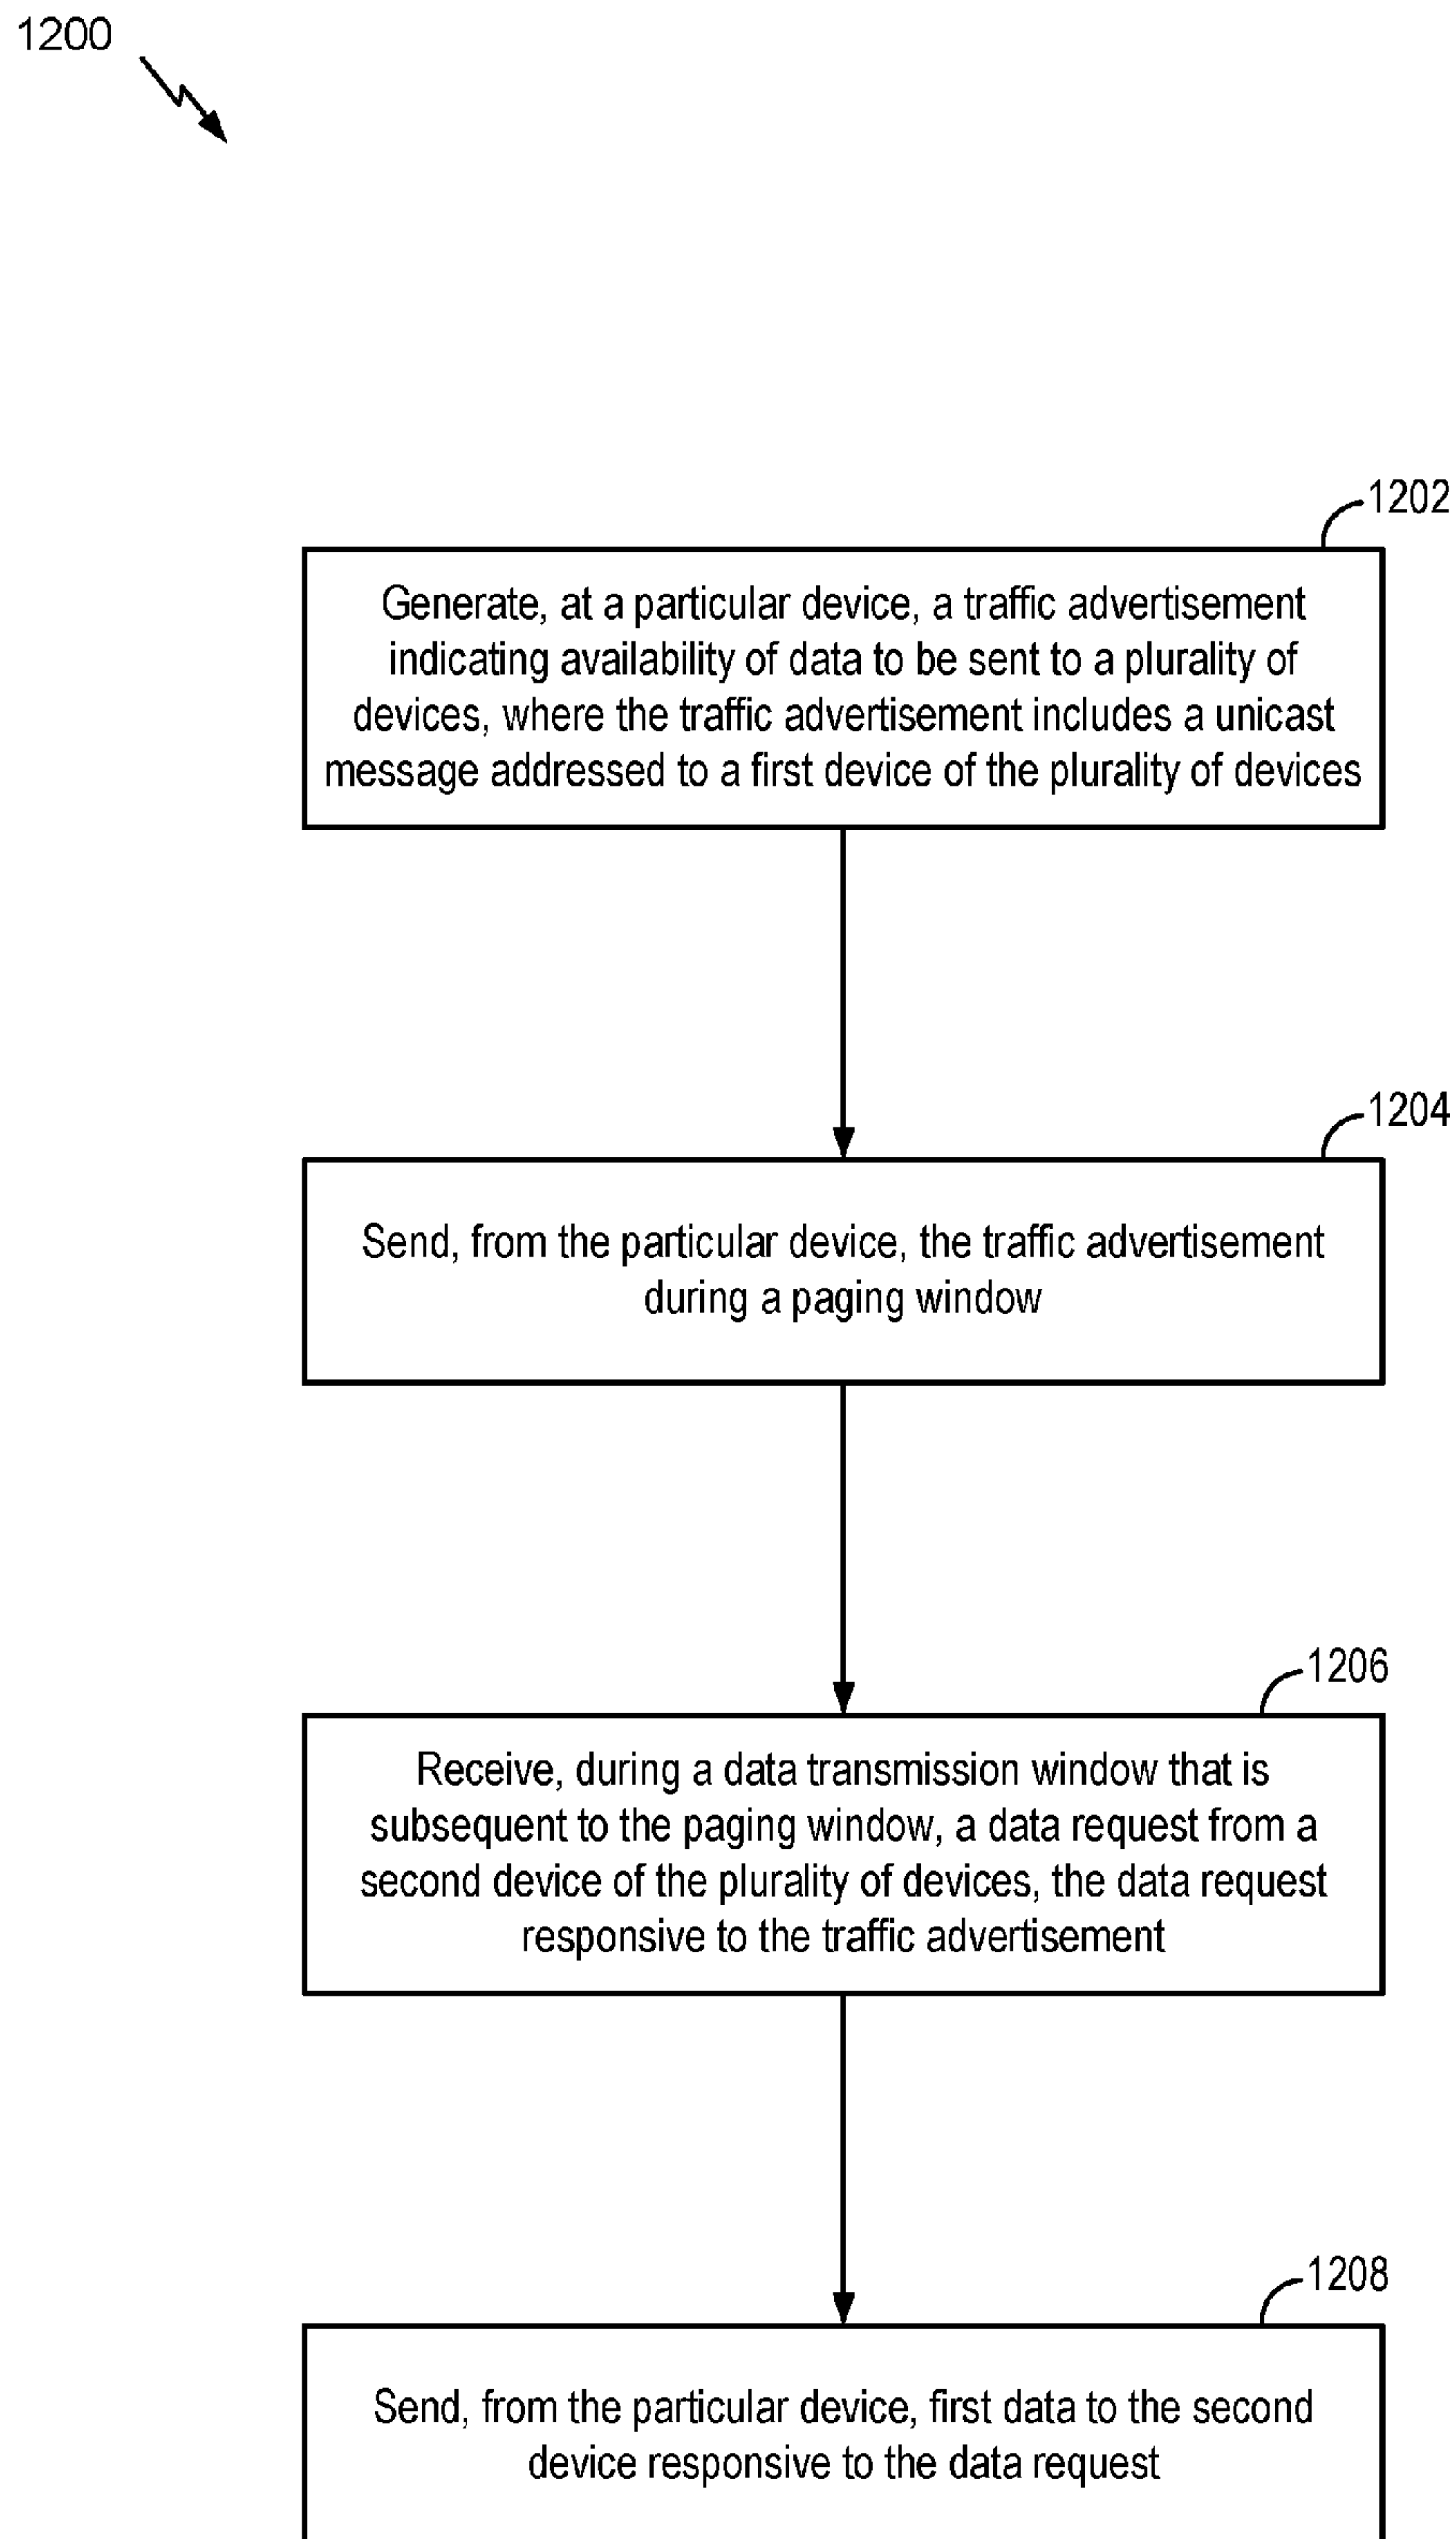 1200
1202
Generate, at a particular device, a traffic advertisement
indicating availability of data to be sent to a plurality of
devices, where the traffic advertisement includes a unicast
message addressed to a first device of the plurality of devices
1204
Send, from the particular device, the traffic advertisement
during a paging window
1206
Receive, during a data transmission window that is
subsequent to the paging window, a data request from a
second device of the plurality of devices, the data request
responsive to the traffic advertisement
1208
Send, from the particular device, first data to the second
device responsive to the data request